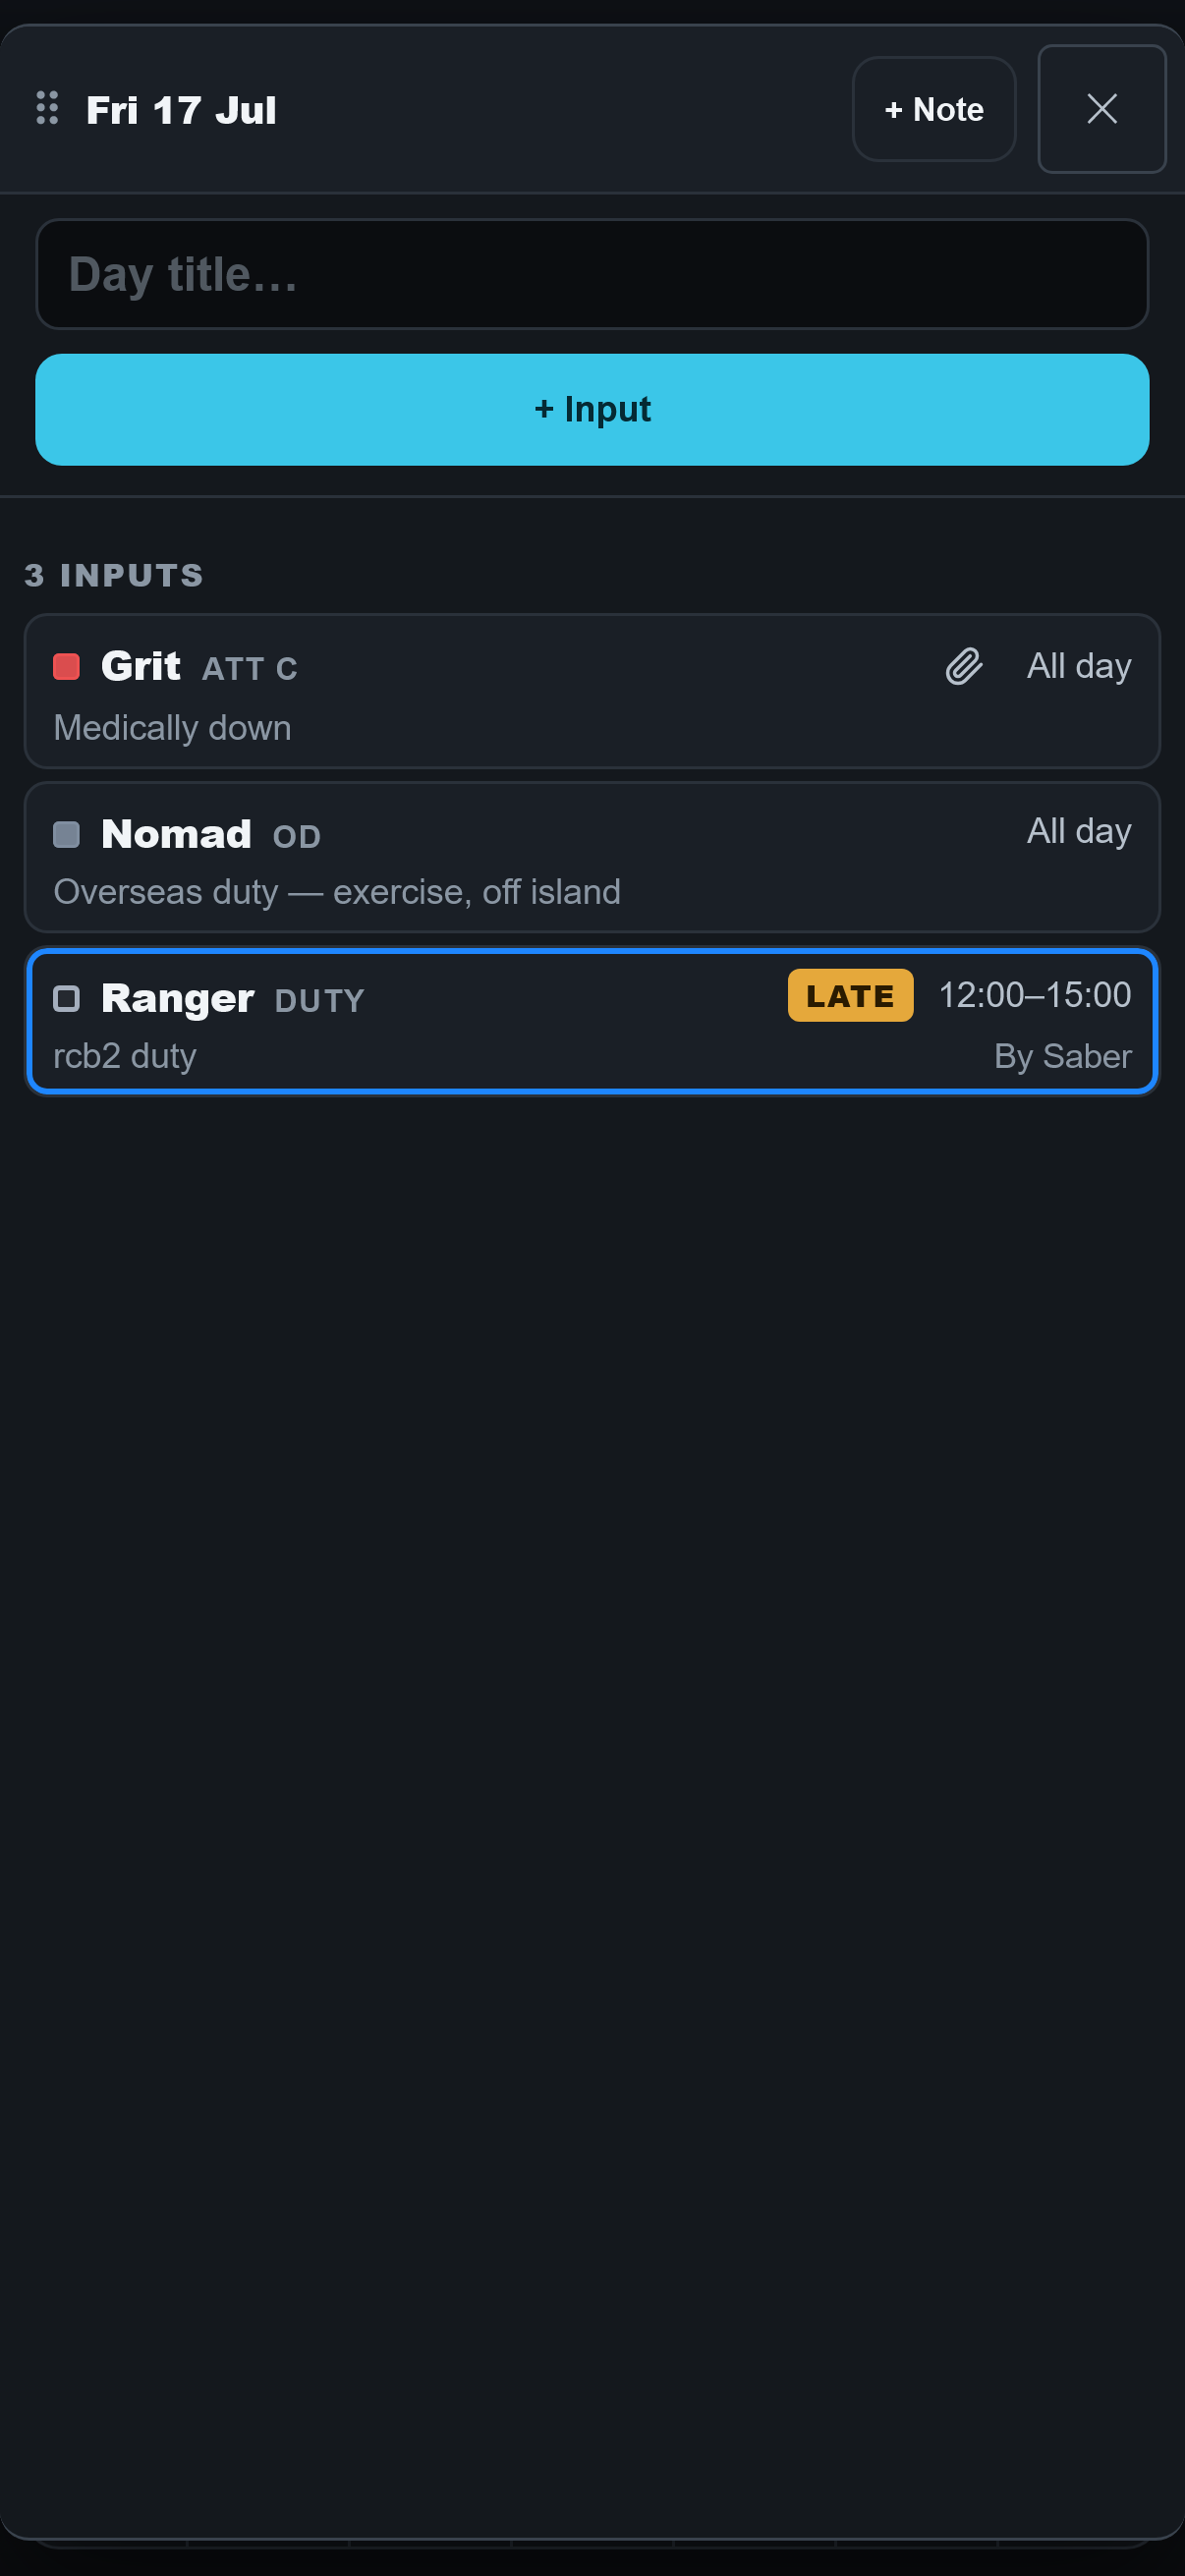 Fri 17 Jul
+ Note
Day title...
+ Input
3 INPUTS
Grit ATT C All day
Medically down
Nomad OD All day
Overseas duty — exercise, off island
Ranger DUTY LATE 12:00–15:00
rcb2 duty By Saber